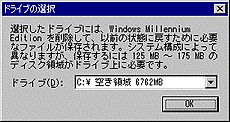 ドライブの選択
選択したドライブには、Windows Millennium
Edition を削除して、以前の状態に戻すために必要
なファイルが保存されます。システム構成によって
異なりますが、保存するには 125 MB ～ 175 MB の
ディスク領域がドライブ上に必要です。
ドライブ(D): C:¥ 空き領域 6762MB
OK